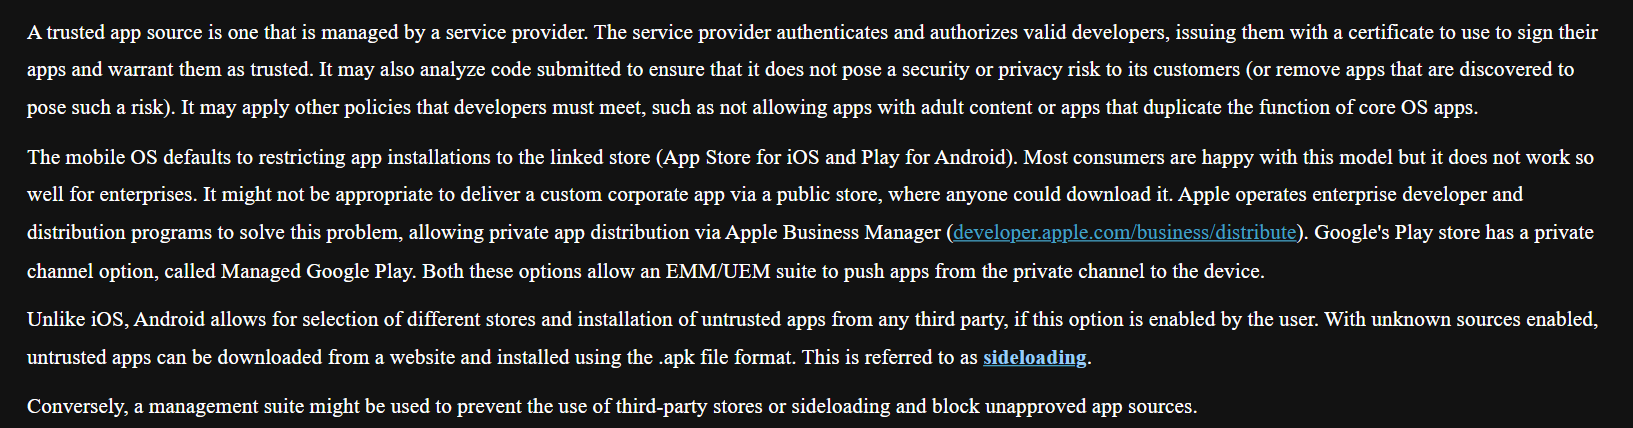 A trusted app source is one that is managed by a service provider. The service provider authenticates and authorizes valid developers, issuing them with a certificate to use to sign their
apps and warrant them as trusted. It may also analyze code submitted to ensure that it does not pose a security or privacy risk to its customers (or remove apps that are discovered to
pose such a risk). It may apply other policies that developers must meet, such as not allowing apps with adult content or apps that duplicate the function of core OS apps.
The mobile OS defaults to restricting app installations to the linked store (App Store for iOS and Play for Android). Most consumers are happy with this model but it does not work so
well for enterprises. It might not be appropriate to deliver a custom corporate app via a public store, where anyone could download it. Apple operates enterprise developer and
distribution programs to solve this problem, allowing private app distribution via Apple Business Manager (developer.apple.com/business/distribute). Google's Play store has a private
channel option, called Managed Google Play. Both these options allow an EMM/UEM suite to push apps from the private channel to the device.
Unlike iOS, Android allows for selection of different stores and installation of untrusted apps from any third party, if this option is enabled by the user. With unknown sources enabled,
untrusted apps can be downloaded from a website and installed using the .apk file format. This is referred to as sideloading.
Conversely, a management suite might be used to prevent the use of third-party stores or sideloading and block unapproved app sources.